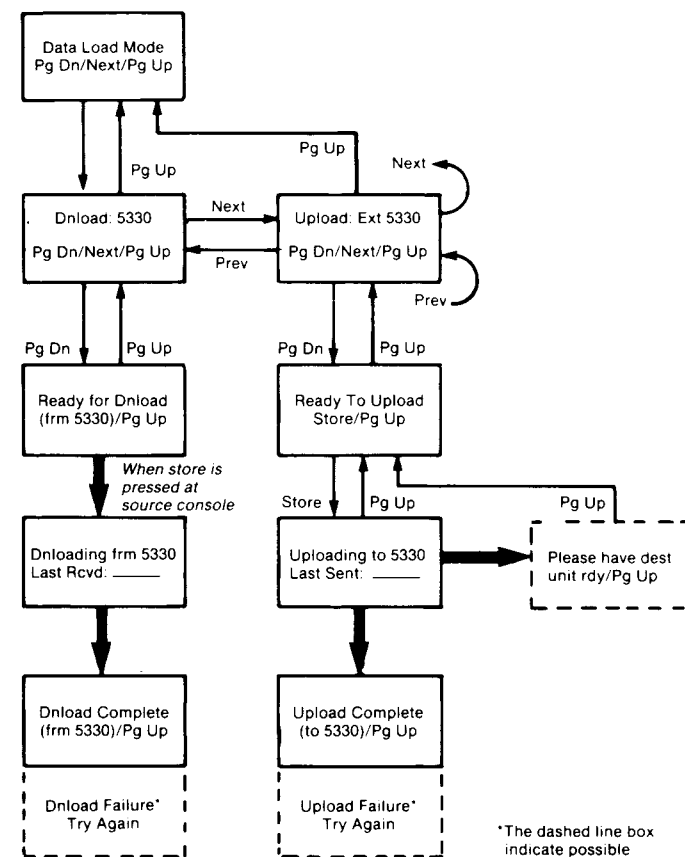 Data Load Mode
Pg Dn/Next/Pg Up
Pg Up
Pg Up
Next
Dnload: 5330
Pg Dn/Next/Pg Up
Next
Prev
Upload: Ext 5330
Pg Dn/Next/Pg Up
Prev
Pg Dn
Pg Up
Pg Dn
Pg Up
Ready for Dnload
(frm 5330)/Pg Up
Ready To Upload
Store/Pg Up
When store is
pressed at
source console
Store
Pg Up
Pg Up
Dnloading frm 5330
Last Rcvd: _____
Uploading to 5330
Last Sent: _____
Please have dest
unit rdy/Pg Up
Dnload Complete
(frm 5330)/Pg Up
Upload Complete
(to 5330)/Pg Up
Dnload Failure*
Try Again
Upload Failure*
Try Again
*The dashed line box
indicate possible